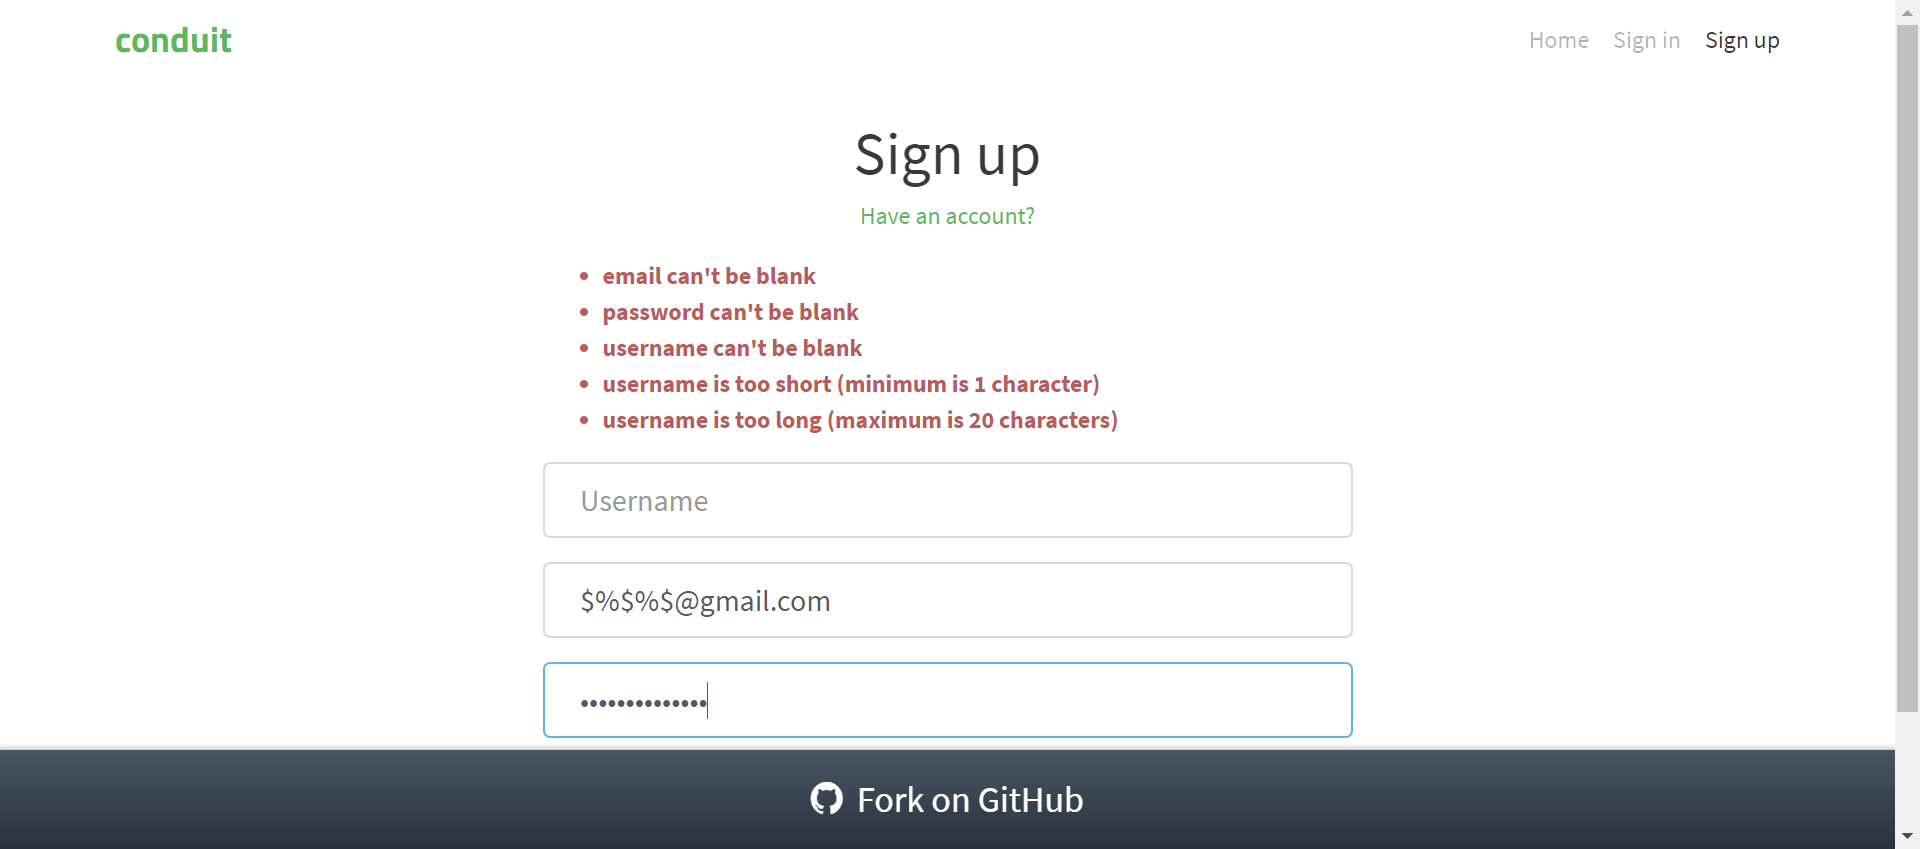 conduit
Home Sign in Sign up
Sign up
Have an account?
• email can't be blank
• password can't be blank
• username can't be blank
• username is too short (minimum is 1 character)
• username is too long (maximum is 20 characters)
Username
$%$%$@gmail.com
••••••••••••••
Fork on GitHub